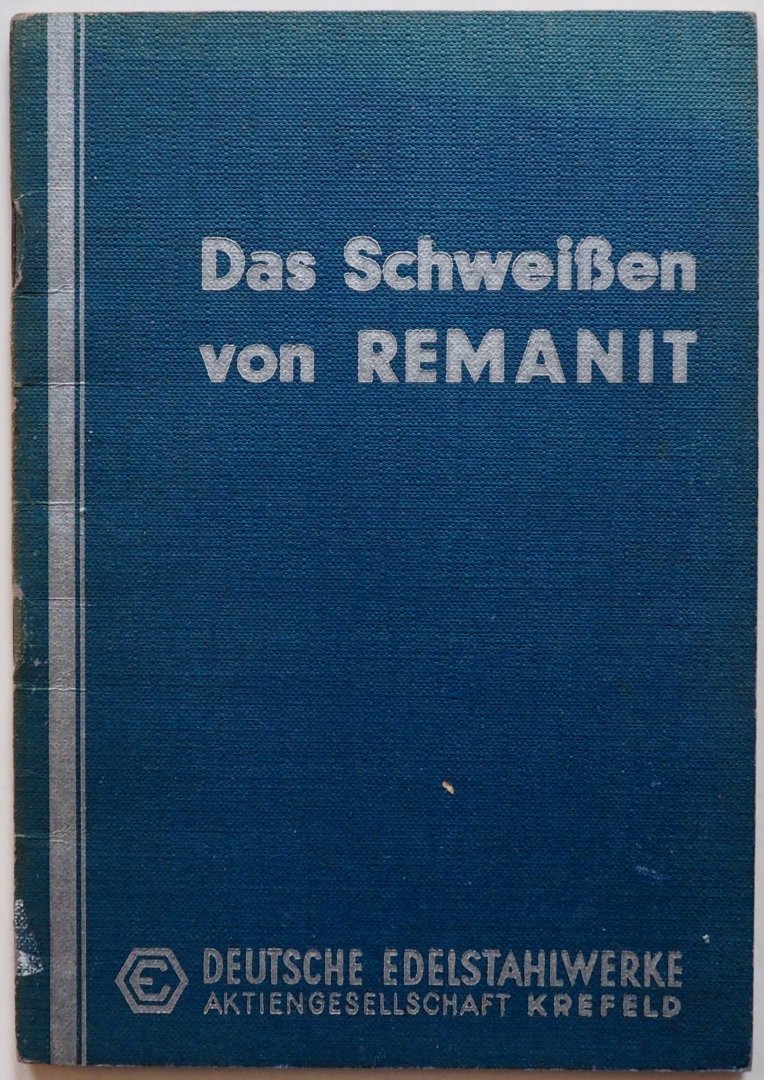 Das Schweißen
von REMANIT
DEUTSCHE EDELSTAHLWERKE
AKTIENGESELLSCHAFT KREFELD